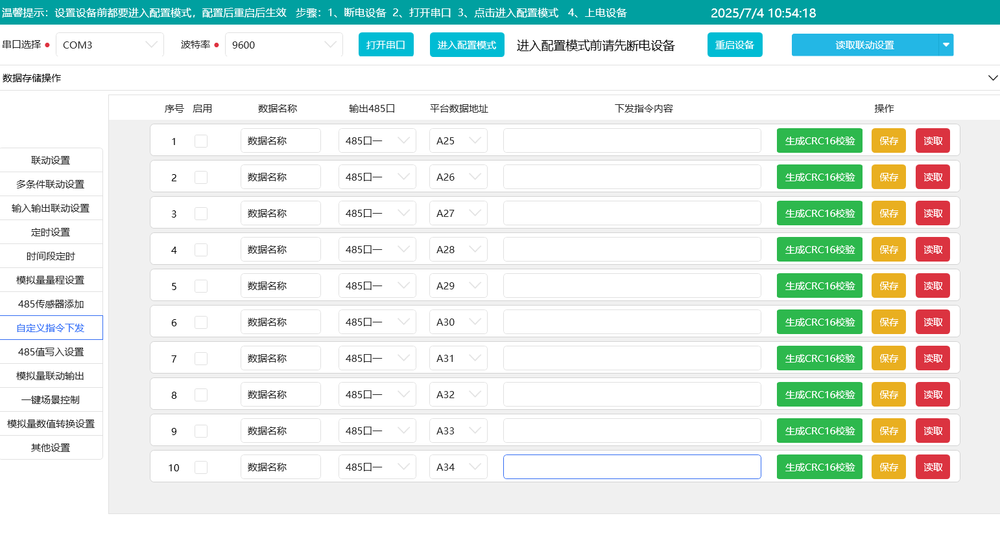 温馨提示：设置设备前都要进入配置模式，配置后重启后生效 步骤：1、断电设备 2、打开串口 3、点击进入配置模式 4、上电设备 2025/7/4 10:54:18
串口选择 COM3 波特率 9600 打开串口 进入配置模式 进入配置模式前请先断电设备 重启设备 读取联动设置
数据存储操作
联动设置
多条件联动设置
输入输出联动设置
定时设置
时间段定时
模拟量量程设置
485传感器添加
自定义指令下发
485值写入设置
模拟量联动输出
一键场景控制
模拟量数值转换设置
其他设置
序号 启用 数据名称 输出485口 平台数据地址 下发指令内容 操作
1 数据名称 485口一 A25 生成CRC16校验 保存 读取
2 数据名称 485口一 A26 生成CRC16校验 保存 读取
3 数据名称 485口一 A27 生成CRC16校验 保存 读取
4 数据名称 485口一 A28 生成CRC16校验 保存 读取
5 数据名称 485口一 A29 生成CRC16校验 保存 读取
6 数据名称 485口一 A30 生成CRC16校验 保存 读取
7 数据名称 485口一 A31 生成CRC16校验 保存 读取
8 数据名称 485口一 A32 生成CRC16校验 保存 读取
9 数据名称 485口一 A33 生成CRC16校验 保存 读取
10 数据名称 485口一 A34 生成CRC16校验 保存 读取